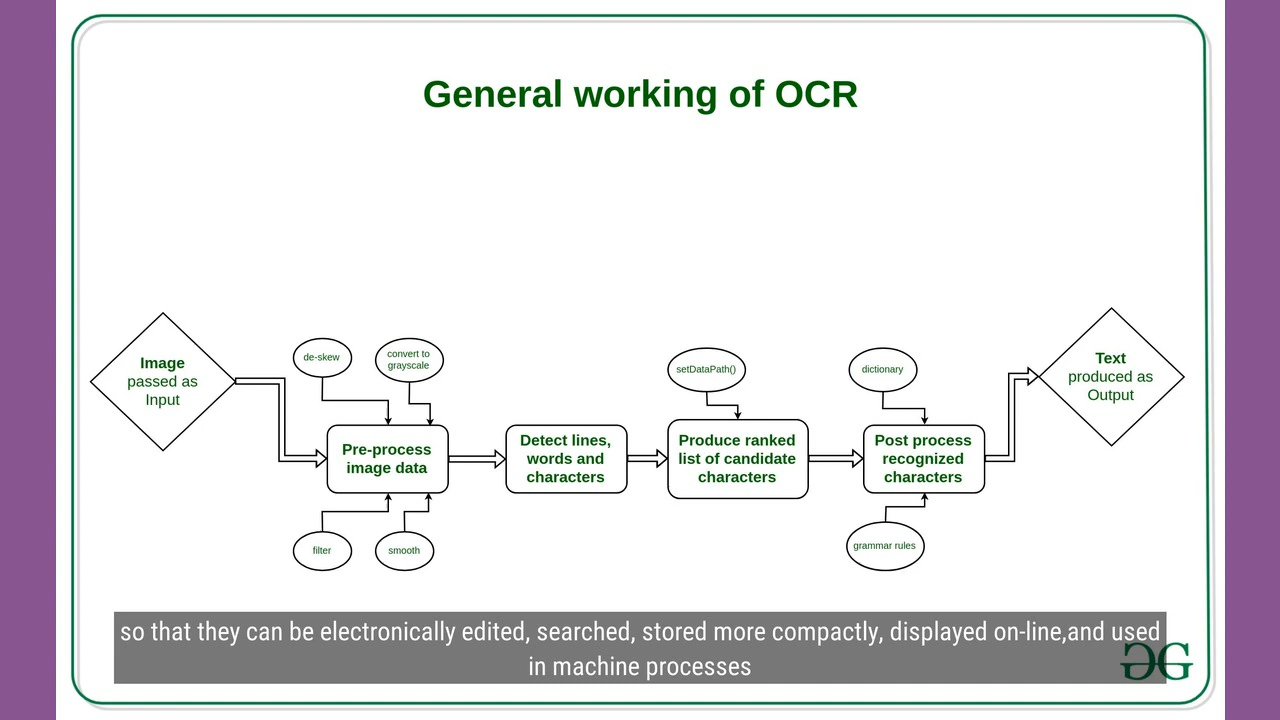 General working of OCR
Image
passed as
Input
de-skew
convert to
grayscale
Pre-process
image data
filter
smooth
Detect lines,
words and
characters
setDataPath()
Produce ranked
list of candidate
characters
dictionary
Post process
recognized
characters
grammar rules
Text
produced as
Output
so that they can be electronically edited, searched, stored more compactly, displayed on-line,and used
in machine processes